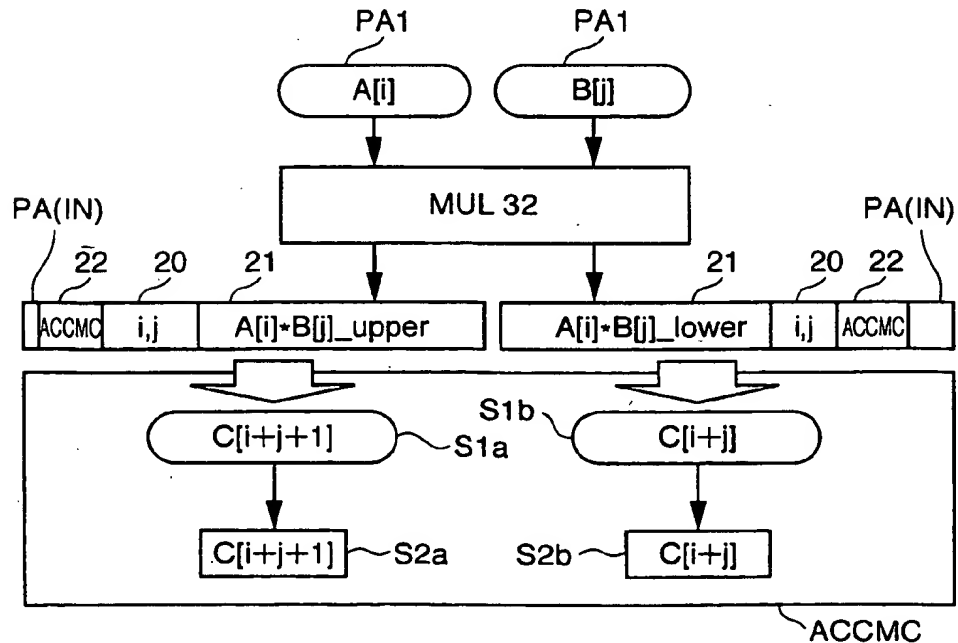 PA1 PA1
A[i] B[j]
MUL 32
PA(IN) PA(IN)
22 20 21 21 20 22
ACCMC i,j A[i]*B[j]_upper A[i]*B[j]_lower i,j ACCMC
C[i+j+1] S1a S1b C[i+j]
C[i+j+1] S2a S2b C[i+j]
ACCMC